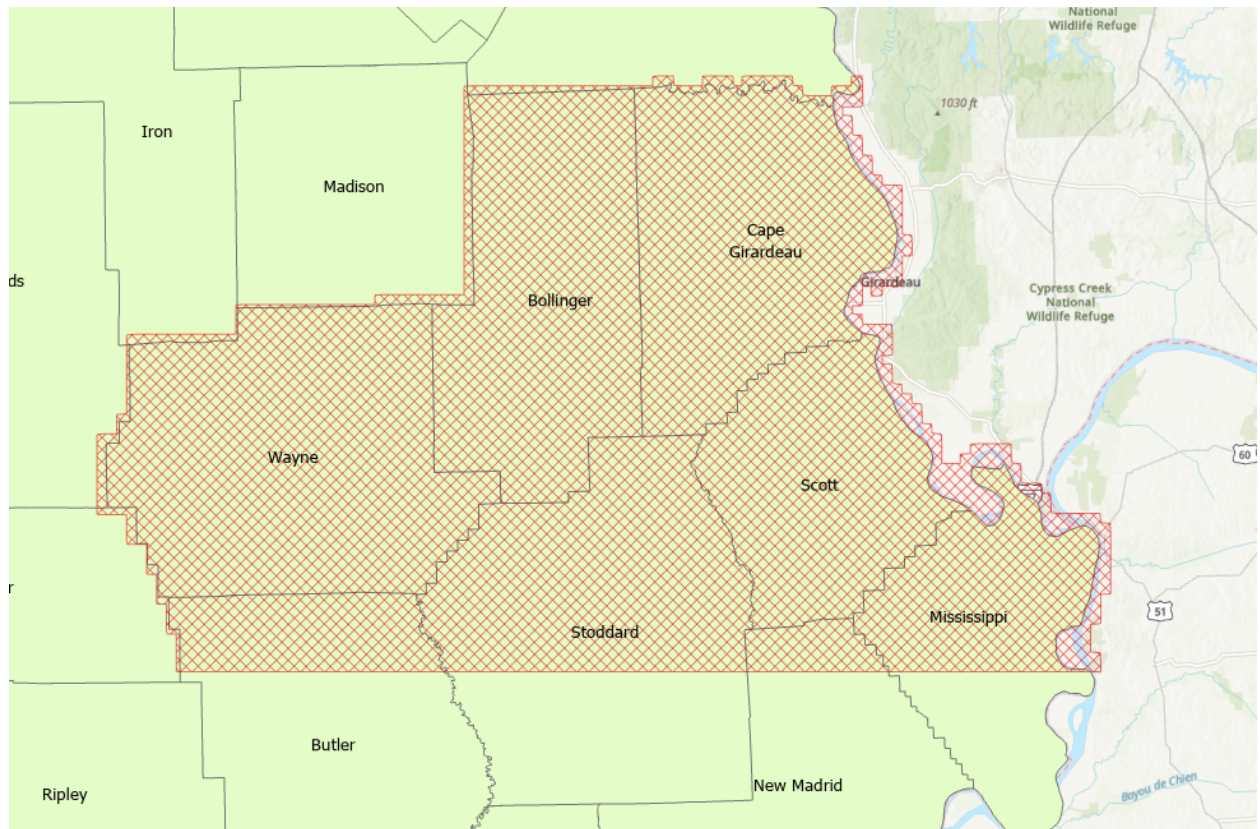 National
Wildlife Refuge
1030 ft
Iron
Madison
Cape
Girardeau
ds
Girardeau
Bollinger
Cypress Creek
National
Wildlife Refuge
Wayne
60
Scott
r
51
Mississippi
Stoddard
Butler
New Madrid
Ripley
Bayou de Chien